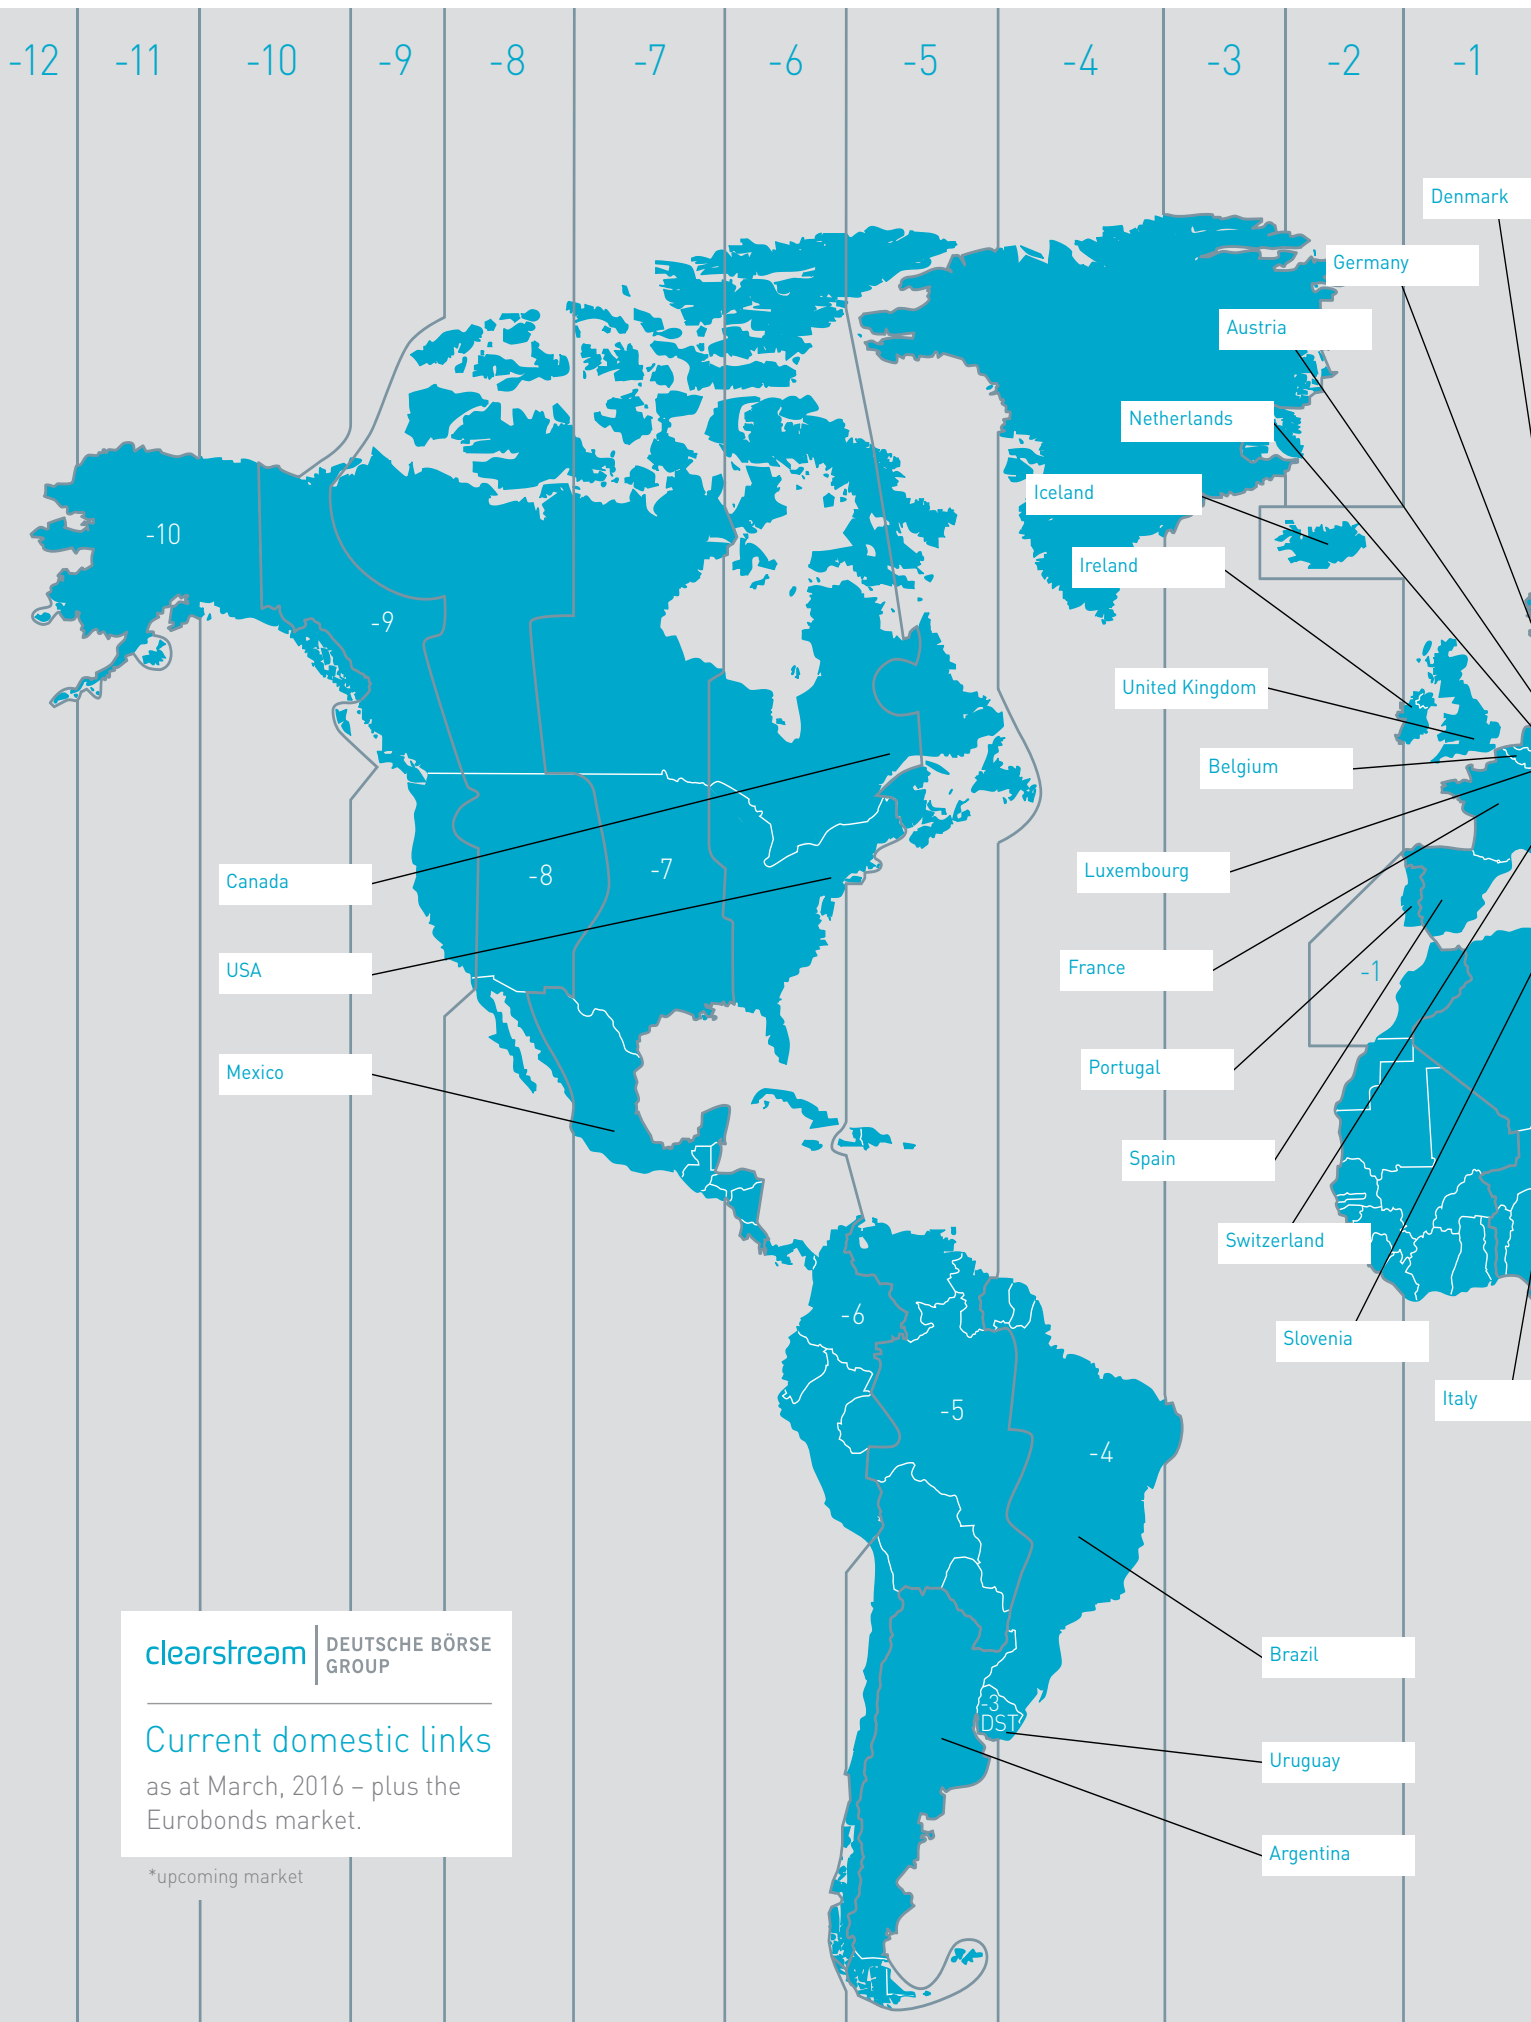 -12 -11 -10 -9 -8 -7 -6 -5 -4 -3 -2 -1
Denmark
Germany
Austria
Netherlands
Iceland
-10
Ireland
-9
United Kingdom
Belgium
-8
-7
Luxembourg
Canada
France
USA
-1
Portugal
Mexico
Spain
Switzerland
-6
Slovenia
Italy
-5
-4
clearstream
DEUTSCHE BÖRSE
GROUP
Brazil
-3
DST
Current domestic links
Uruguay
as at March, 2016 – plus the
Eurobonds market.
Argentina
*upcoming market